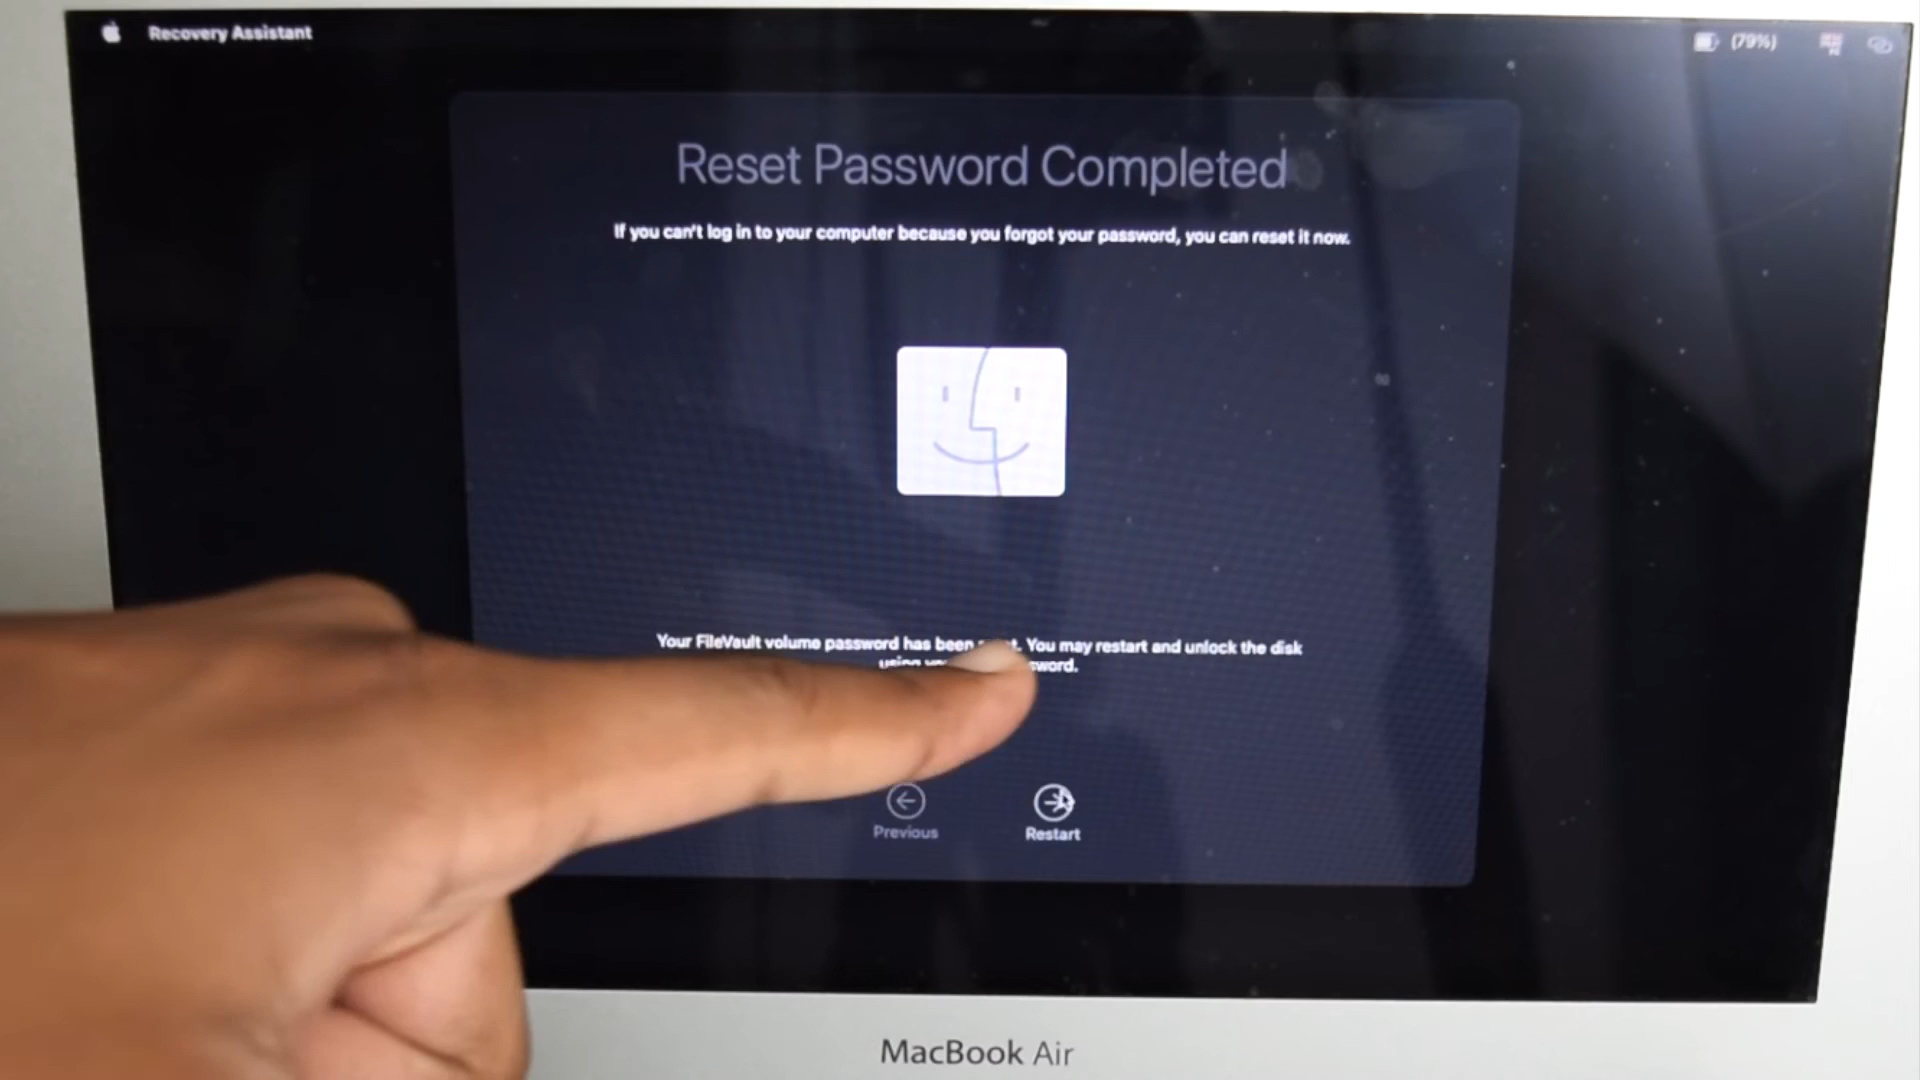 Recovery Assistant
(79%)
Reset Password Completed
If you can't log in to your computer because you forgot your password, you can reset it now.
Your FileVault volume password has been You may restart and unlock the disk
using
Previous
Restart
MacBook Air